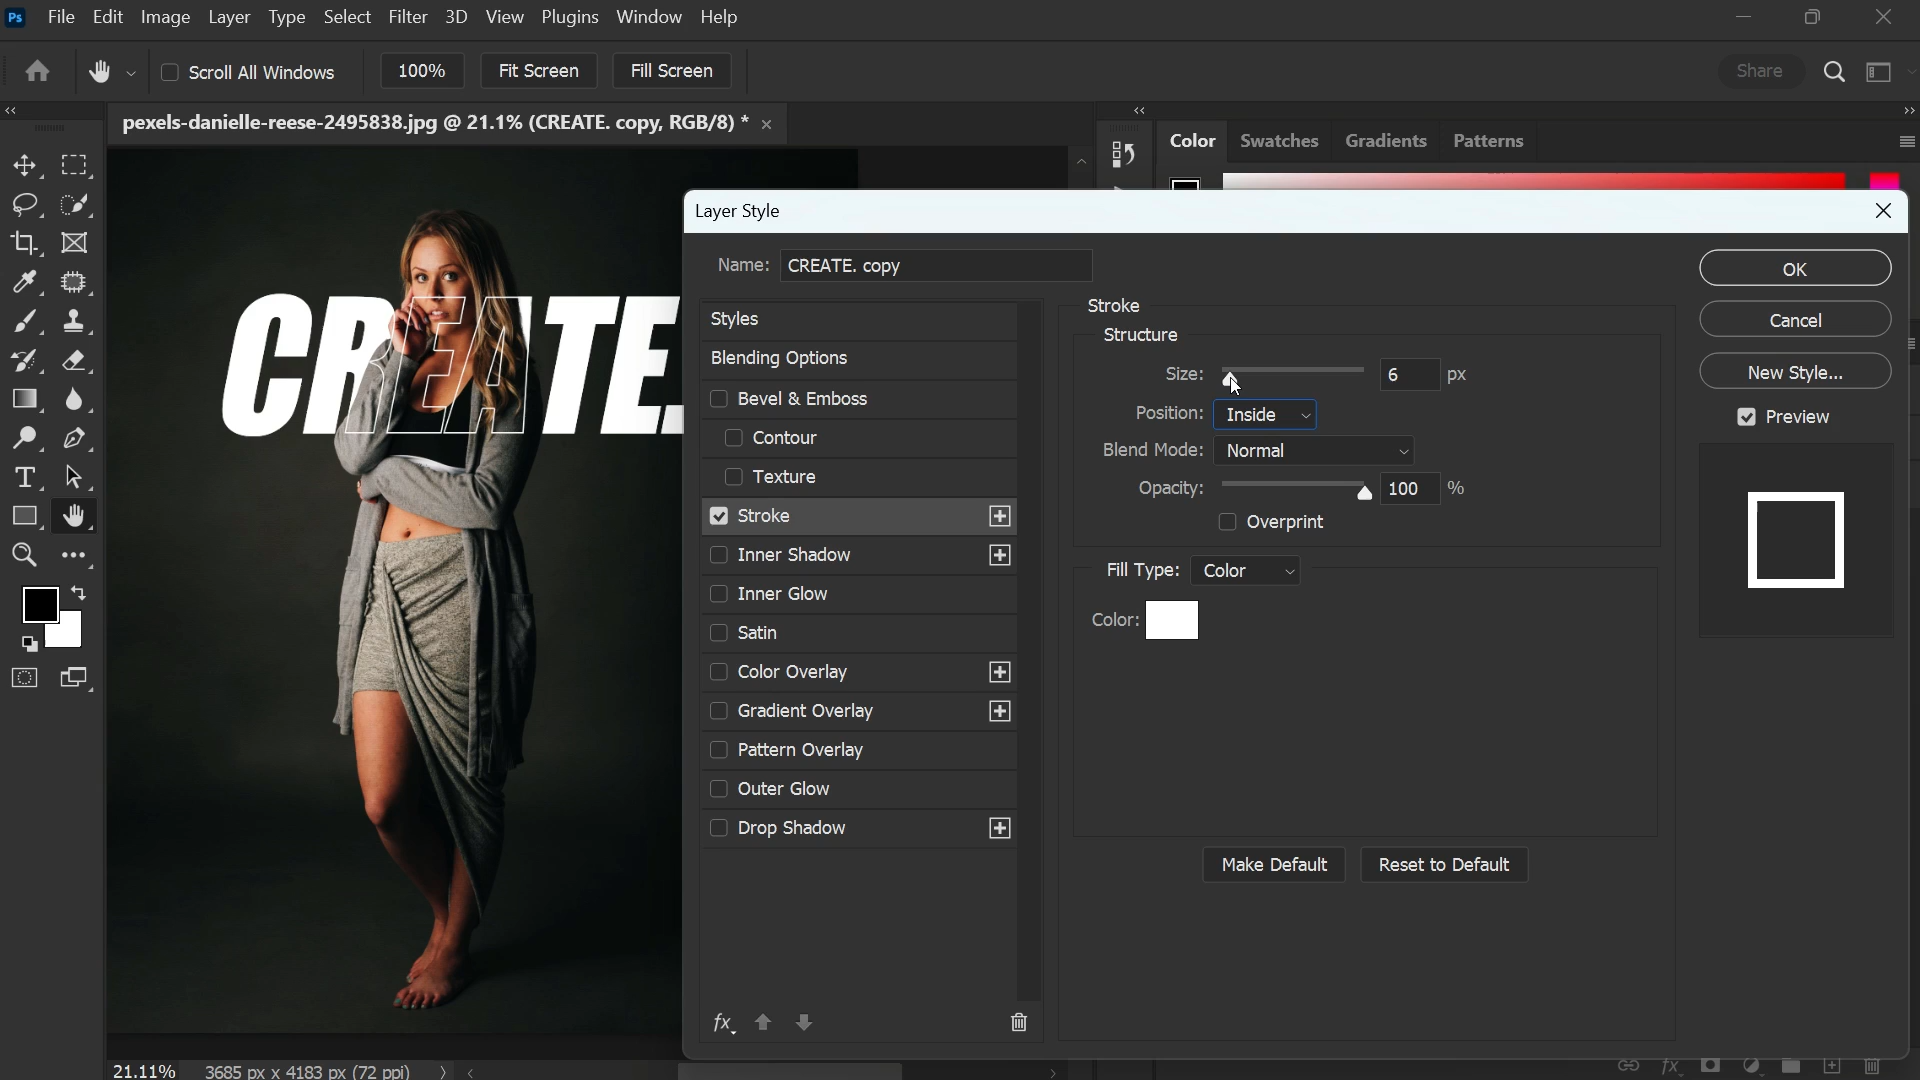 Ps File Edit Image Layer Type Select Filter 3D View Plugins Window Help
Scroll All Windows 100% Fit Screen Fill Screen Share
pexels-danielle-reese-2495838.jpg @ 21.1% (CREATE. copy, RGB/8) * ×
Color Swatches Gradients Patterns
Layer Style
Name: CREATE. copy
OK
Styles
Stroke
Structure
Cancel
Blending Options
Size: 6 px
New Style...
Bevel & Emboss
Position: Inside
Preview
Contour
Blend Mode: Normal
Texture
Opacity: 100 %
Stroke
Overprint
Inner Shadow
Fill Type: Color
Inner Glow
Color:
Satin
Color Overlay
Gradient Overlay
Pattern Overlay
Outer Glow
Drop Shadow
Make Default Reset to Default
fx
CREATE.
T
21.11% 3685 px x 4183 px (72 ppi)
fx